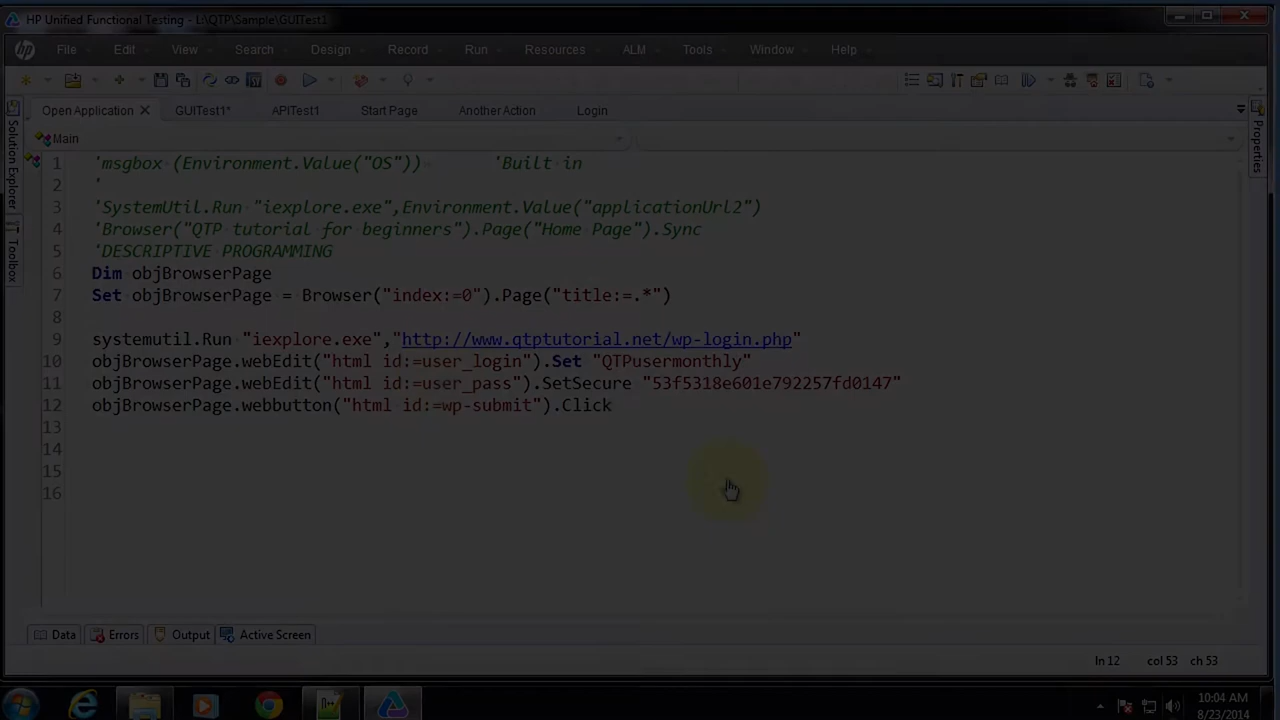 HP Unified Functional Testing - L:\QTP\Sample\GUITest2
File Edit View Search Design Record Run Resources ALM Tools Window Help
Open Application GUITest1* APITest1 Start Page Another Action Login
Main
Solution Explorer
Toolbox
Properties
1 'msgbox (Environment.Value("OS")) 'Built in
2 '
3 'SystemUtil.Run "iexplore.exe",Environment.Value("applicationUrl2")
4 'Browser("QTP tutorial for beginners").Page("Home Page").Sync
5 'DESCRIPTIVE PROGRAMMING
6 Dim objBrowserPage
7 Set objBrowserPage = Browser("index:=0").Page("title:=.*")
8
9 systemutil.Run "iexplore.exe","http://www.qtptutorial.net/wp-login.php"
10 objBrowserPage.webEdit("html id:=user_login").Set "QTPusermonthly"
11 objBrowserPage.webEdit("html id:=user_pass").SetSecure "53f5318e601e792257fd0147"
12 objBrowserPage.webbutton("html id:=wp-submit").Click
13
14
15
16
Data Errors Output Active Screen
ln 12 col 53 ch 53
10:04 AM
8/23/2014